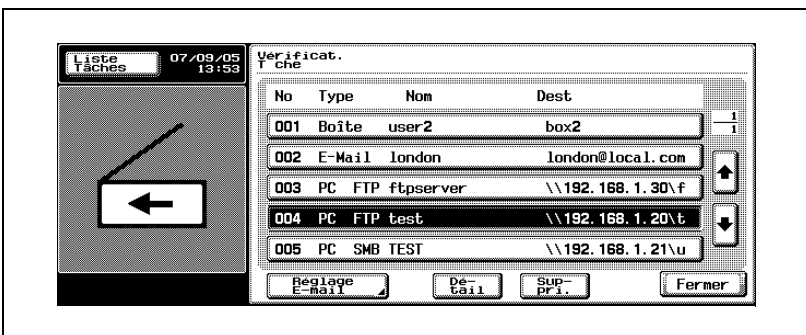 Liste
Tâches
07/09/05
13:53
Vérificat.
T che
No Type Nom Dest
001 Boîte user2 box2
002 E-Mail london london@local.com
003 PC FTP ftpserver \\192.168.1.30\f
004 PC FTP test \\192.168.1.20\t
005 PC SMB TEST \\192.168.1.21\u
1
1
Réglage
E-mail
Dé-
tail
Sup-
pri.
Fermer